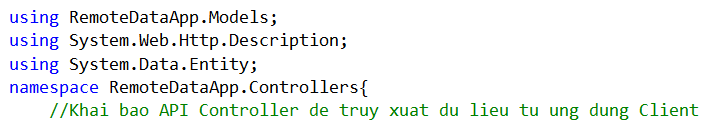 using RemoteDataApp.Models;
using System.Web.Http.Description;
using System.Data.Entity;
namespace RemoteDataApp.Controllers{
//Khai bao API Controller de truy xuat du lieu tu ung dung Client